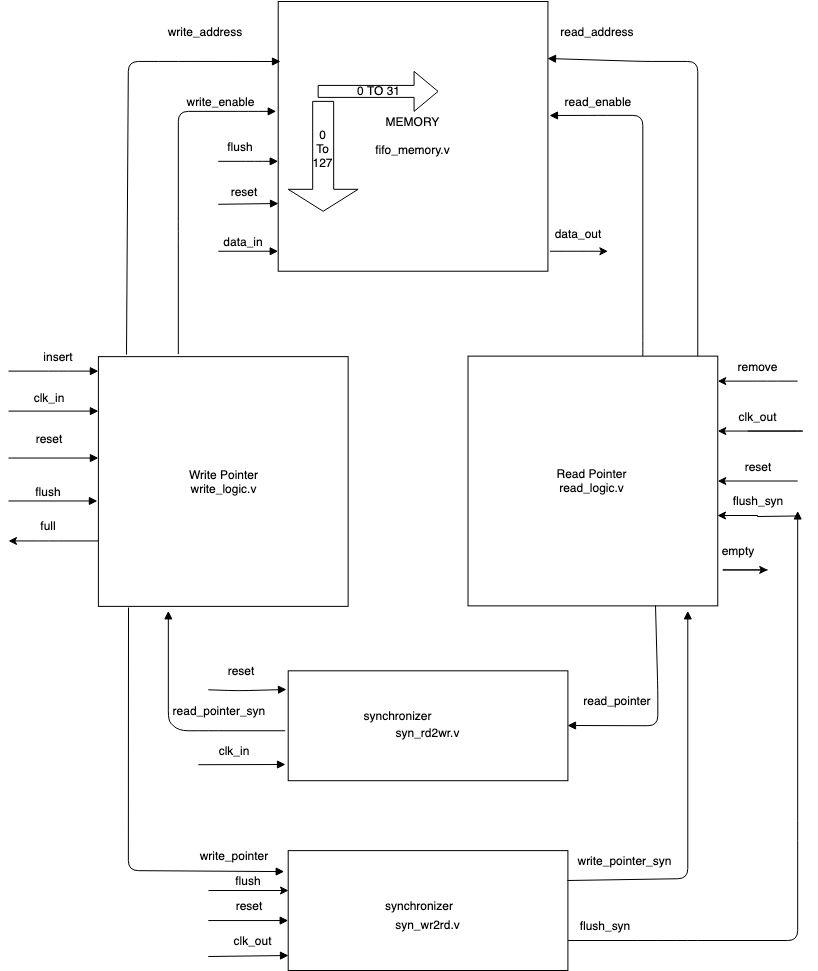 write_address
read_address
0 TO 31
write_enable
read_enable
MEMORY
0
To
127
flush
fifo_memory.v
reset
data_in
data_out
insert
remove
clk_in
clk_out
reset
reset
Write Pointer
write_logic.v
Read Pointer
read_logic.v
flush
flush_syn
full
empty
reset
read_pointer
read_pointer_syn
synchronizer
syn_rd2wr.v
clk_in
write_pointer
write_pointer_syn
flush
reset
synchronizer
syn_wr2rd.v
flush_syn
clk_out